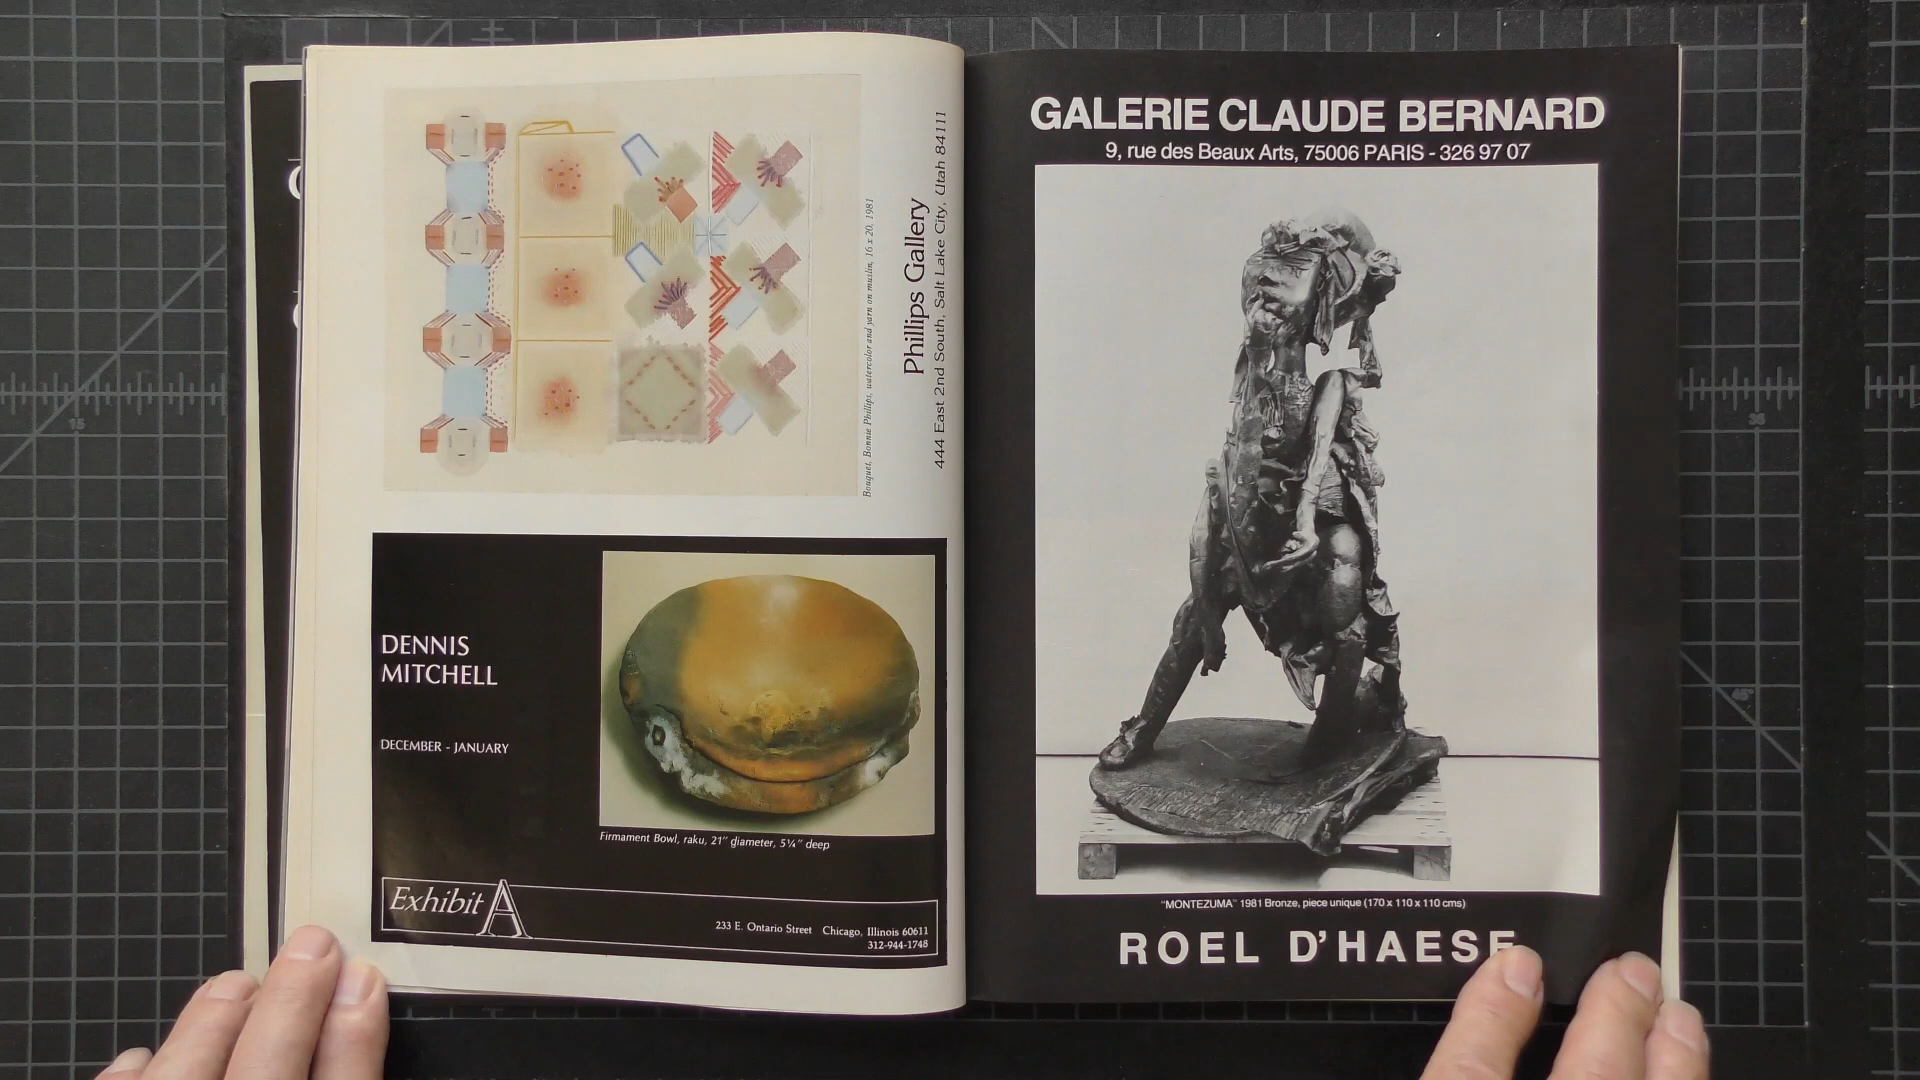 Bouquet, Bonnie Phillips, watercolor and yarn on muslin, 16 x 20, 1981
Phillips Gallery
444 East 2nd South, Salt Lake City, Utah 84111
DENNIS
MITCHELL
DECEMBER - JANUARY
Firmament Bowl, raku, 21" diameter, 5¼" deep
Exhibit A
233 E. Ontario Street Chicago, Illinois 60611
312-944-1748
GALERIE CLAUDE BERNARD
9, rue des Beaux Arts, 75006 PARIS - 326 97 07
"MONTEZUMA" 1981 Bronze, piece unique (170 x 110 x 110 cms)
ROEL D'HAESE
15
35
45°